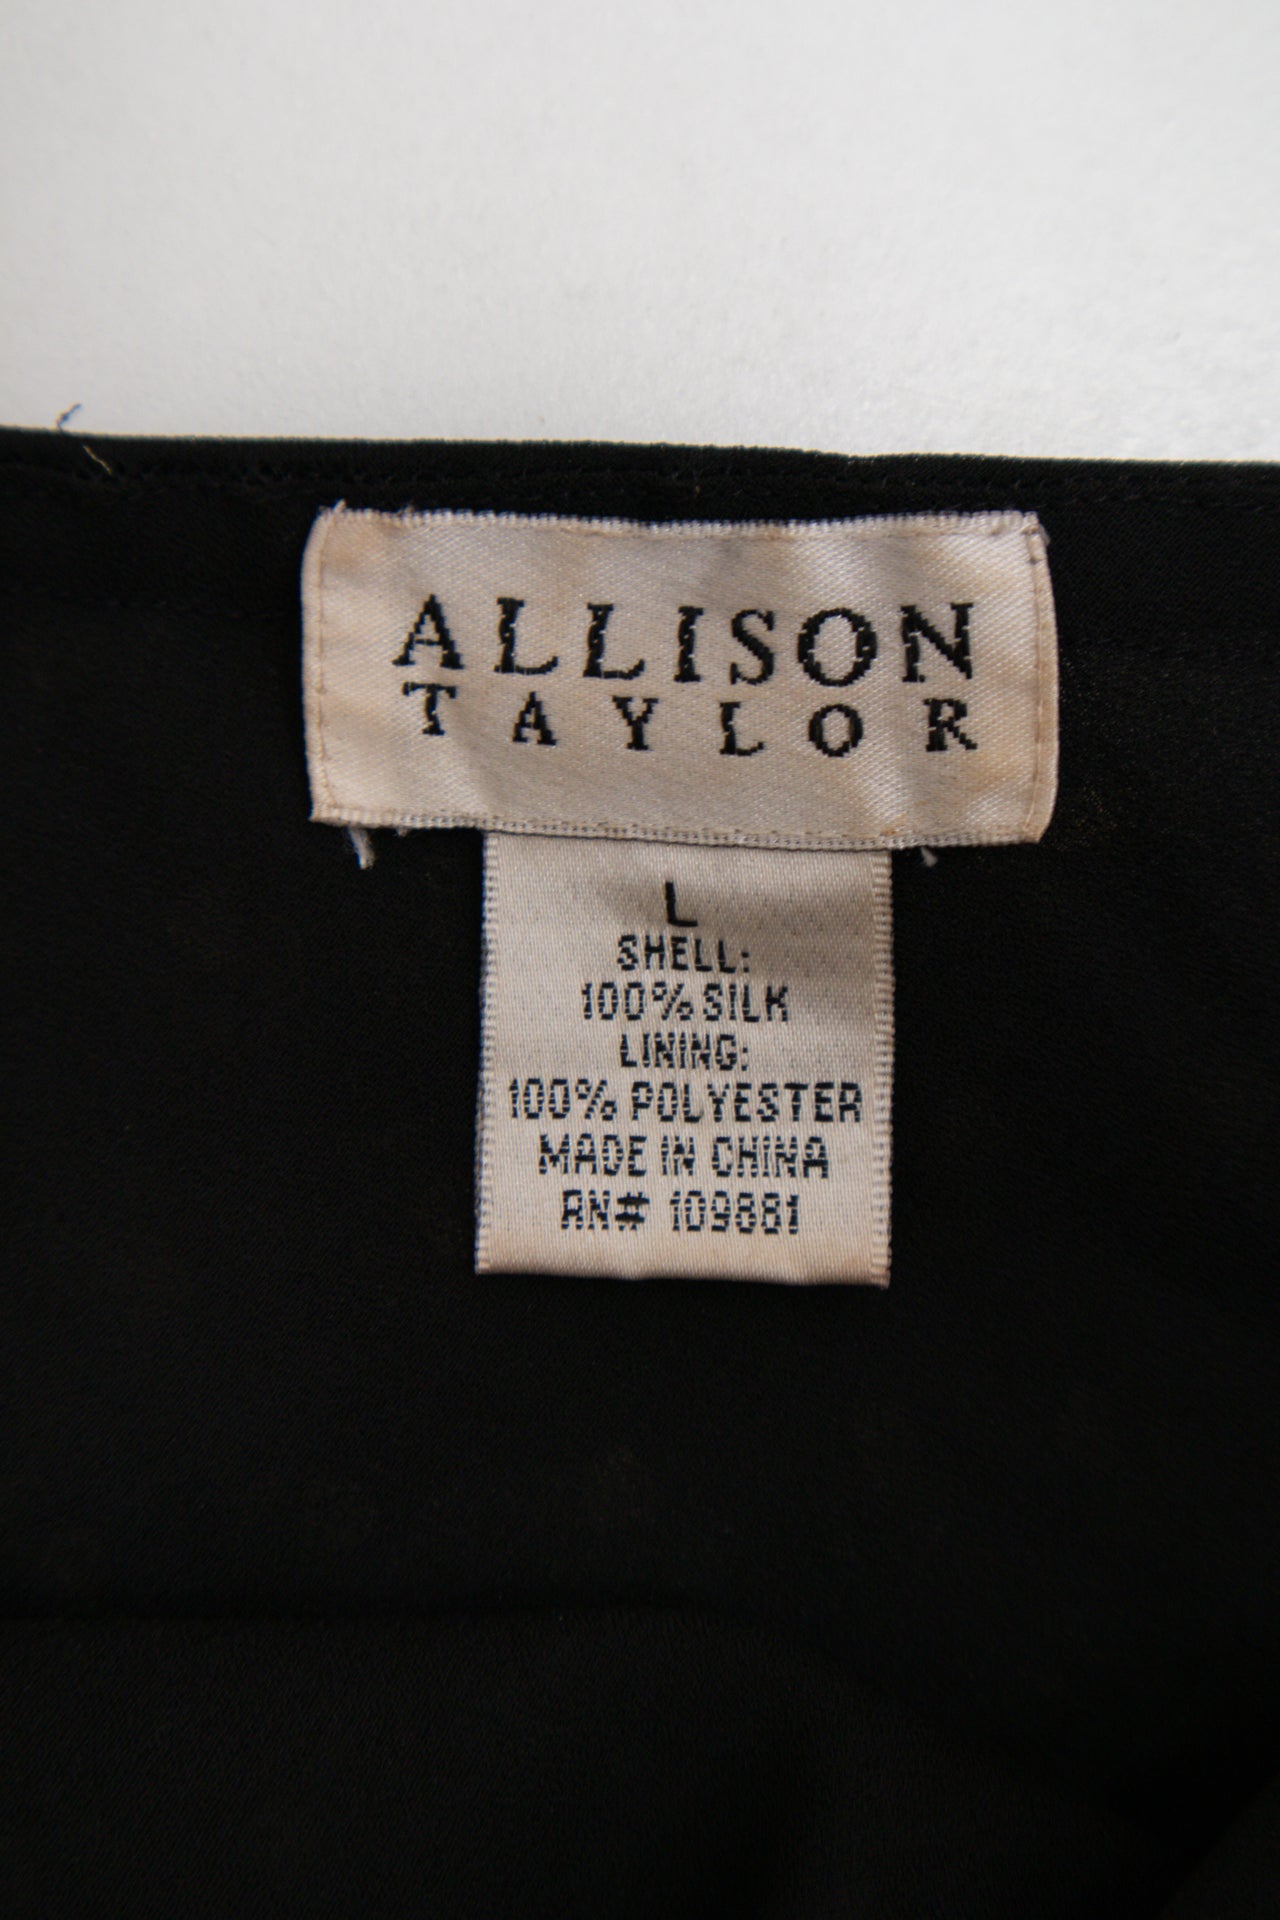 ALLISON
TAYLOR
L
SHELL:
100% SILK
LINING:
100% POLYESTER
MADE IN CHINA
RN# 109881